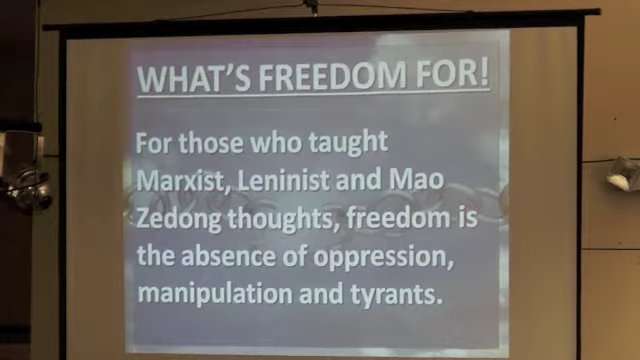 WHAT'S FREEDOM FOR!
For those who taught
Marxist, Leninist and Mao
Zedong thoughts, freedom is
the absence of oppression,
manipulation and tyrants.